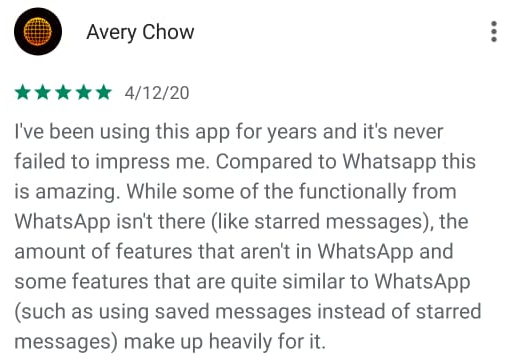 Avery Chow
4/12/20
I've been using this app for years and it's never
failed to impress me. Compared to Whatsapp this
is amazing. While some of the functionally from
WhatsApp isn't there (like starred messages), the
amount of features that aren't in WhatsApp and
some features that are quite similar to WhatsApp
(such as using saved messages instead of starred
messages) make up heavily for it.